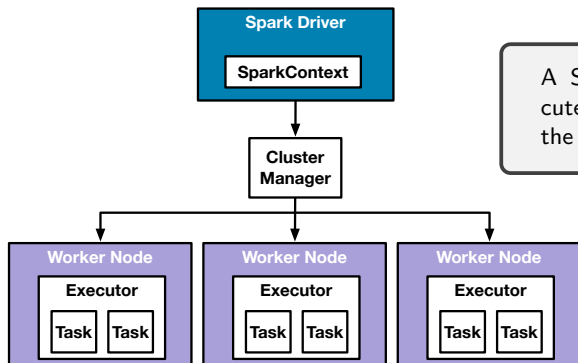 Spark Driver
SparkContext
A S
cute
the
Cluster
Manager
Worker Node
Worker Node
Worker Node
Executor
Executor
Executor
Task Task
Task Task
Task Task